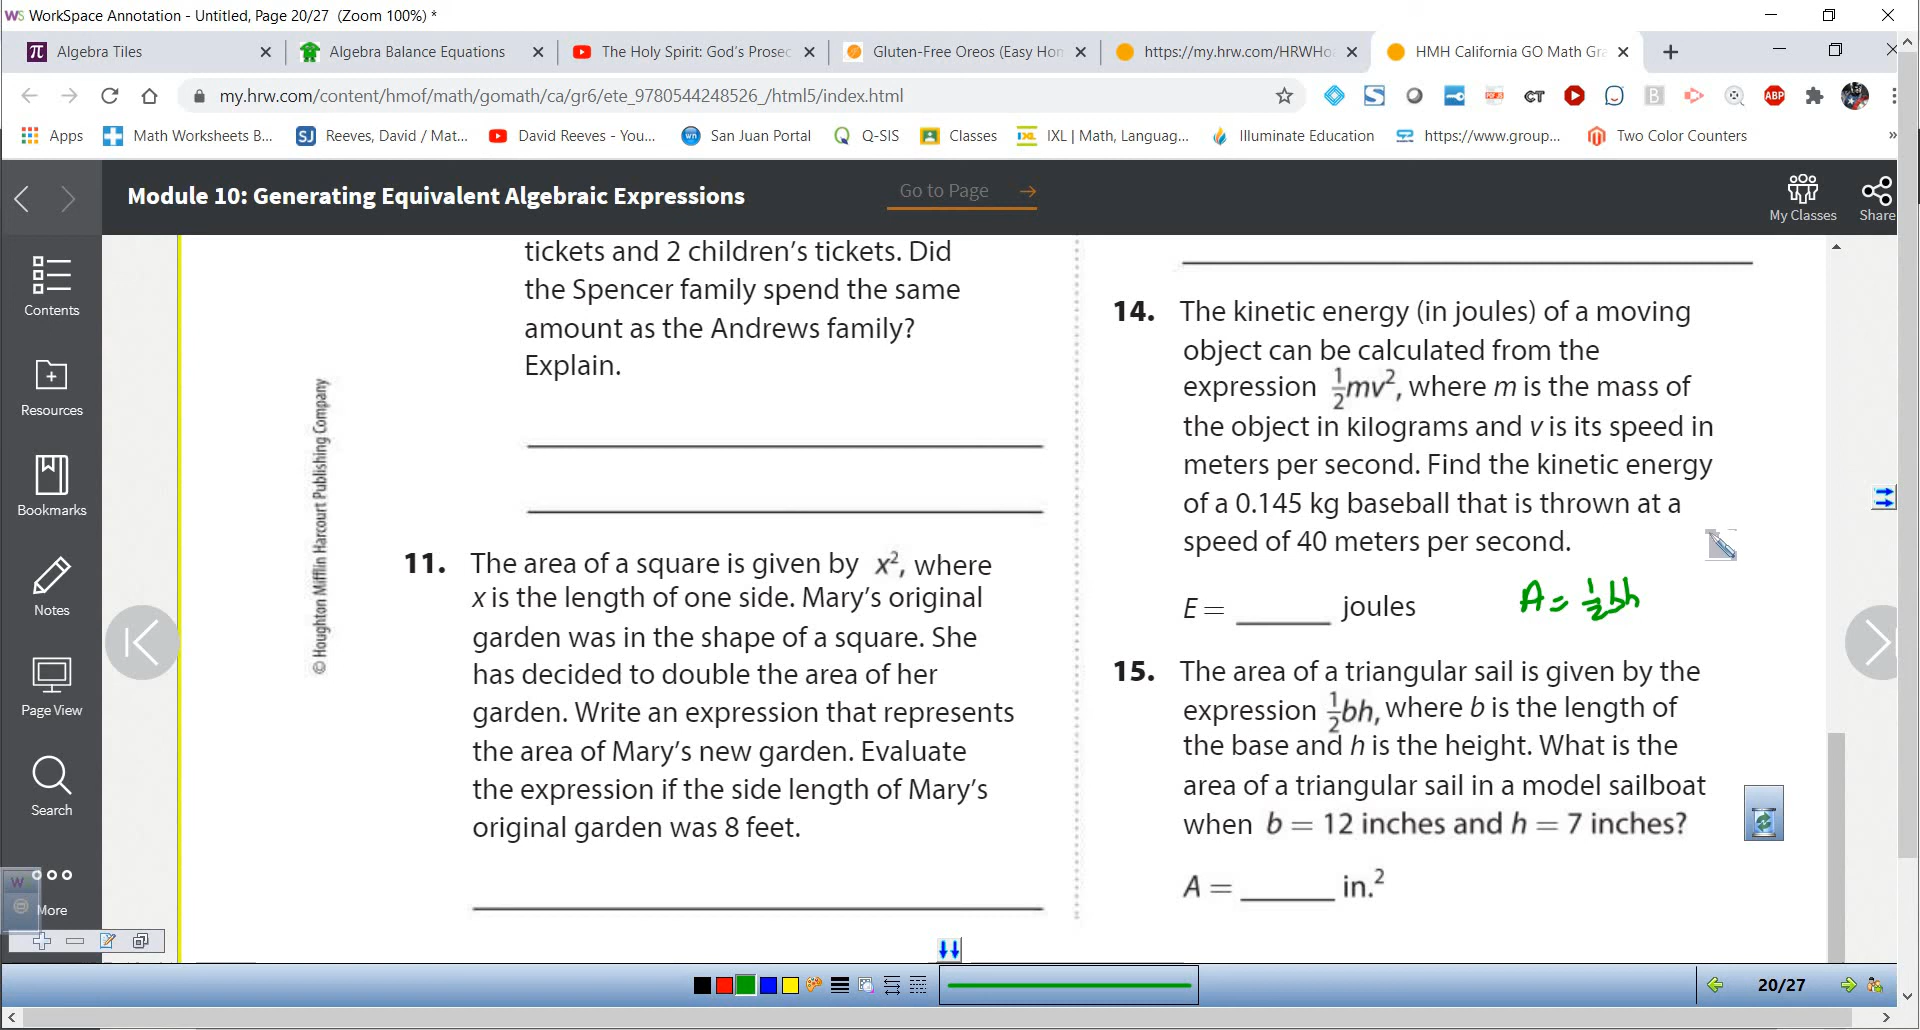 WorkSpace Annotation - Untitled, Page 20/27 (Zoom 100%) *
Algebra Tiles
Algebra Balance Equations
The Holy Spirit: God's Prosec
Gluten-Free Oreos (Easy Hom
https://my.hrw.com/HRWHo
HMH California GO Math Gra
my.hrw.com/content/hmof/math/gomath/ca/gr6/ete_9780544248526_/html5/index.html
Apps
Math Worksheets B...
Reeves, David / Mat...
David Reeves - You...
San Juan Portal
Q-SIS
Classes
IXL | Math, Languag...
Illuminate Education
https://www.group...
Two Color Counters
Module 10: Generating Equivalent Algebraic Expressions
Go to Page
My Classes
Share
Contents
Resources
Bookmarks
Notes
Page View
Search
More
© Houghton Mifflin Harcourt Publishing Company
tickets and 2 children's tickets. Did
the Spencer family spend the same
amount as the Andrews family?
Explain.
11. The area of a square is given by x², where
x is the length of one side. Mary's original
garden was in the shape of a square. She
has decided to double the area of her
garden. Write an expression that represents
the area of Mary's new garden. Evaluate
the expression if the side length of Mary's
original garden was 8 feet.
14. The kinetic energy (in joules) of a moving
object can be calculated from the
expression ½mv², where m is the mass of
the object in kilograms and v is its speed in
meters per second. Find the kinetic energy
of a 0.145 kg baseball that is thrown at a
speed of 40 meters per second.
E = ______ joules
A = ½bh
15. The area of a triangular sail is given by the
expression ½bh, where b is the length of
the base and h is the height. What is the
area of a triangular sail in a model sailboat
when b = 12 inches and h = 7 inches?
A = ______ in.²
20/27